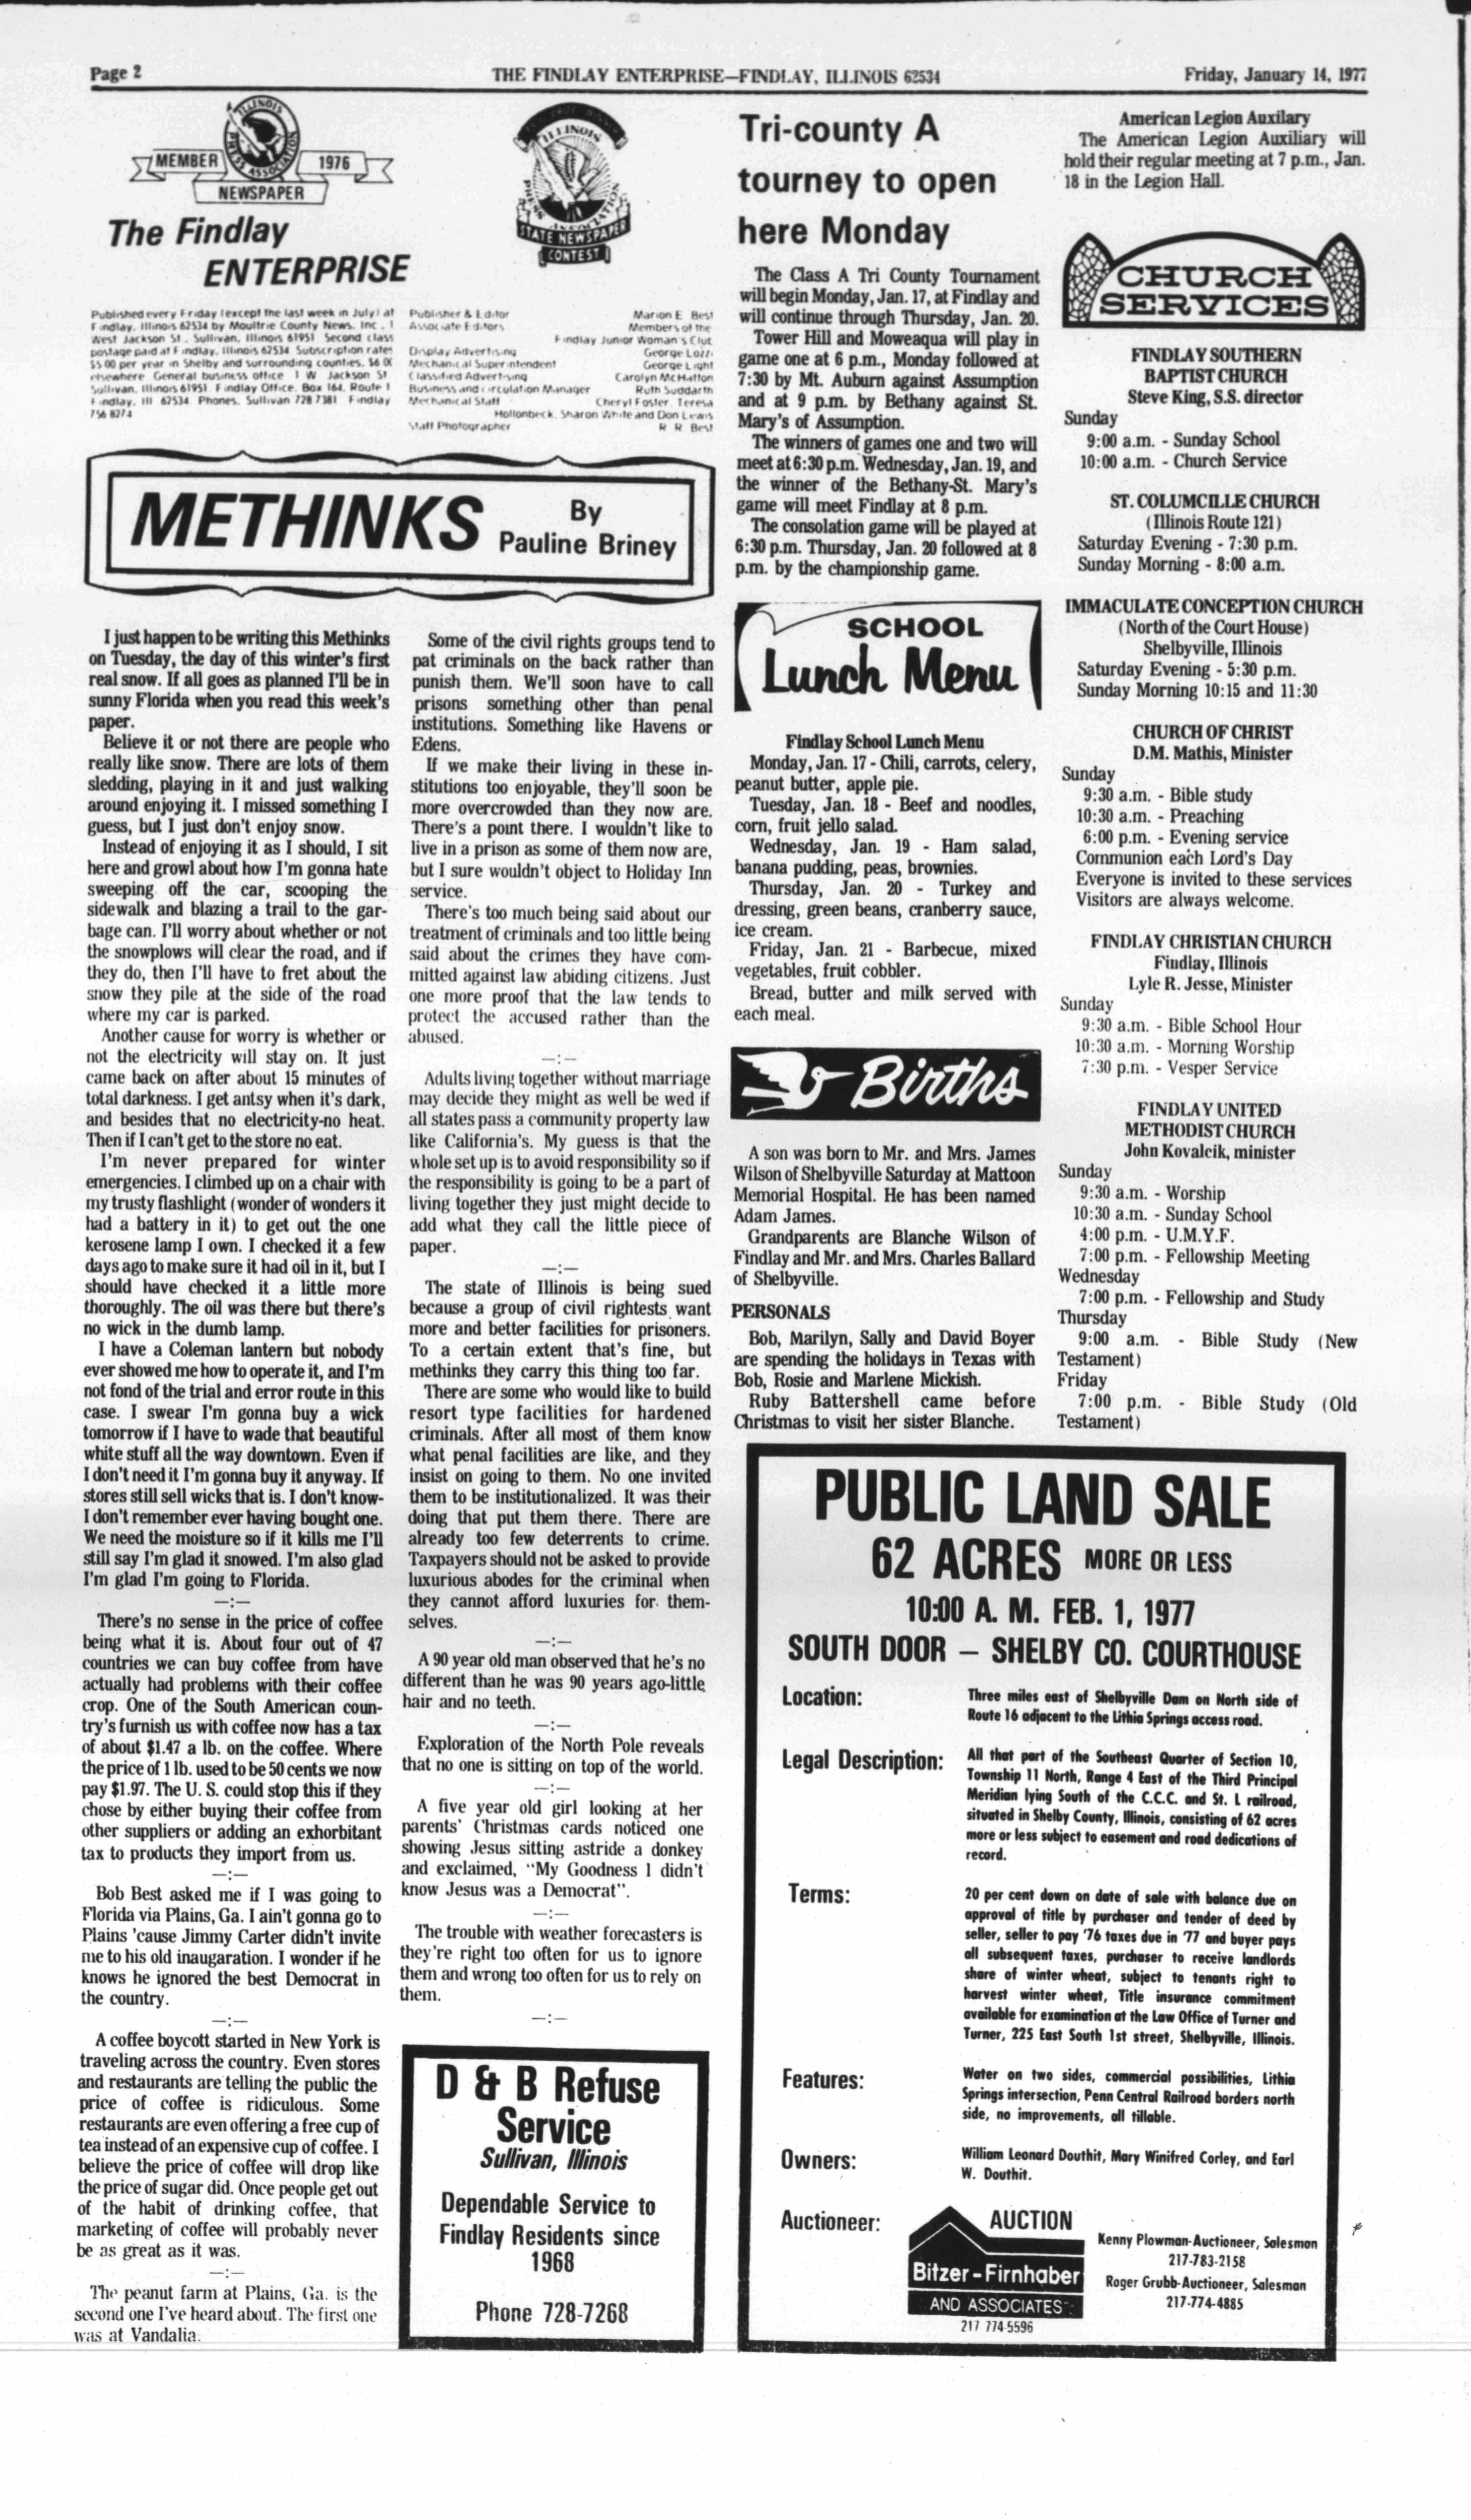 Page 2
THE FINDLAY ENTERPRISE—FINDLAY, ILLINOIS 62534
Friday, January 14, 1977
ILLINOIS
PRESS ASSOCIATION
MEMBER 1976
NEWSPAPER
The Findlay
ENTERPRISE
ILLINOIS
PRESS ASSOCIATION
STATE NEWSPAPER
CONTEST
Published every Friday (except the last week in July) at
Findlay, Illinois 62534 by Moultrie County News, Inc., 1
West Jackson St., Sullivan, Illinois 61951. Second class
postage paid at Findlay, Illinois 62534. Subscription rates
$5.00 per year in Shelby and surrounding counties. $6.00
elsewhere. General business office 1 W. Jackson St.
Sullivan, Illinois 61951. Findlay Office, Box 164, Route 1
Findlay, Ill 62534. Phones, Sullivan 728 7381 Findlay
756 8274
Publisher & Editor Marion E. Best
Associate Editors Members of the
Findlay Junior Woman's Club
Display Advertising George Lozri
Mechanical Superintendent George Light
Classified Advertising Carolyn McHatton
Business and circulation Manager Ruth Suddarth
Mechanical Staff Cheryl Foster, Teresa
Hollonbeck, Sharon White and Don Lewis
Staff Photographer R R Best
METHINKS By
Pauline Briney
I just happen to be writing this Methinks
on Tuesday, the day of this winter's first
real snow. If all goes as planned I'll be in
sunny Florida when you read this week's
paper.
Believe it or not there are people who
really like snow. There are lots of them
sledding, playing in it and just walking
around enjoying it. I missed something I
guess, but I just don't enjoy snow.
Instead of enjoying it as I should, I sit
here and growl about how I'm gonna hate
sweeping off the car, scooping the
sidewalk and blazing a trail to the gar-
bage can. I'll worry about whether or not
the snowplows will clear the road, and if
they do, then I'll have to fret about the
snow they pile at the side of the road
where my car is parked.
Another cause for worry is whether or
not the electricity will stay on. It just
came back on after about 15 minutes of
total darkness. I get antsy when it's dark,
and besides that no electricity-no heat.
Then if I can't get to the store no eat.
I'm never prepared for winter
emergencies. I climbed up on a chair with
my trusty flashlight (wonder of wonders it
had a battery in it) to get out the one
kerosene lamp I own. I checked it a few
days ago to make sure it had oil in it, but I
should have checked it a little more
thoroughly. The oil was there but there's
no wick in the dumb lamp.
I have a Coleman lantern but nobody
ever showed me how to operate it, and I'm
not fond of the trial and error route in this
case. I swear I'm gonna buy a wick
tomorrow if I have to wade that beautiful
white stuff all the way downtown. Even if
I don't need it I'm gonna buy it anyway. If
stores still sell wicks that is. I don't know-
I don't remember ever having bought one.
We need the moisture so if it kills me I'll
still say I'm glad it snowed. I'm also glad
I'm glad I'm going to Florida.
—:—
There's no sense in the price of coffee
being what it is. About four out of 47
countries we can buy coffee from have
actually had problems with their coffee
crop. One of the South American coun-
try's furnish us with coffee now has a tax
of about $1.47 a lb. on the coffee. Where
the price of 1 lb. used to be 50 cents we now
pay $1.97. The U. S. could stop this if they
chose by either buying their coffee from
other suppliers or adding an exhorbitant
tax to products they import from us.
—:—
Bob Best asked me if I was going to
Florida via Plains, Ga. I ain't gonna go to
Plains 'cause Jimmy Carter didn't invite
me to his old inaugaration. I wonder if he
knows he ignored the best Democrat in
the country.
—:—
A coffee boycott started in New York is
traveling across the country. Even stores
and restaurants are telling the public the
price of coffee is ridiculous. Some
restaurants are even offering a free cup of
tea instead of an expensive cup of coffee. I
believe the price of coffee will drop like
the price of sugar did. Once people get out
of the habit of drinking coffee, that
marketing of coffee will probably never
be as great as it was.
—:—
The peanut farm at Plains, Ga. is the
second one I've heard about. The first one
was at Vandalia.
Some of the civil rights groups tend to
pat criminals on the back rather than
punish them. We'll soon have to call
prisons something other than penal
institutions. Something like Havens or
Edens.
If we make their living in these in-
stitutions too enjoyable, they'll soon be
more overcrowded than they now are.
There's a point there. I wouldn't like to
live in a prison as some of them now are,
but I sure wouldn't object to Holiday Inn
service.
There's too much being said about our
treatment of criminals and too little being
said about the crimes they have com-
mitted against law abiding citizens. Just
one more proof that the law tends to
protect the accused rather than the
abused.
—:—
Adults living together without marriage
may decide they might as well be wed if
all states pass a community property law
like California's. My guess is that the
whole set up is to avoid responsibility so if
the responsibility is going to be a part of
living together they just might decide to
add what they call the little piece of
paper.
—:—
The state of Illinois is being sued
because a group of civil rightests want
more and better facilities for prisoners.
To a certain extent that's fine, but
methinks they carry this thing too far.
There are some who would like to build
resort type facilities for hardened
criminals. After all most of them know
what penal facilities are like, and they
insist on going to them. No one invited
them to be institutionalized. It was their
doing that put them there. There are
already too few deterrents to crime.
Taxpayers should not be asked to provide
luxurious abodes for the criminal when
they cannot afford luxuries for them-
selves.
—:—
A 90 year old man observed that he's no
different than he was 90 years ago-little
hair and no teeth.
—:—
Exploration of the North Pole reveals
that no one is sitting on top of the world.
—:—
A five year old girl looking at her
parents' Christmas cards noticed one
showing Jesus sitting astride a donkey
and exclaimed, "My Goodness I didn't
know Jesus was a Democrat".
—:—
The trouble with weather forecasters is
they're right too often for us to ignore
them and wrong too often for us to rely on
them.
—:—
D & B Refuse
Service
Sullivan, Illinois
Dependable Service to
Findlay Residents since
1968
Phone 728-7268
Tri-county A
tourney to open
here Monday
The Class A Tri County Tournament
will begin Monday, Jan. 17, at Findlay and
will continue through Thursday, Jan. 20.
Tower Hill and Moweaqua will play in
game one at 6 p.m., Monday followed at
7:30 by Mt. Auburn against Assumption
and at 9 p.m. by Bethany against St.
Mary's of Assumption.
The winners of games one and two will
meet at 6:30 p.m. Wednesday, Jan. 19, and
the winner of the Bethany-St. Mary's
game will meet Findlay at 8 p.m.
The consolation game will be played at
6:30 p.m. Thursday, Jan. 20 followed at 8
p.m. by the championship game.
SCHOOL
Lunch Menu
Findlay School Lunch Menu
Monday, Jan. 17 - Chili, carrots, celery,
peanut butter, apple pie.
Tuesday, Jan. 18 - Beef and noodles,
corn, fruit jello salad.
Wednesday, Jan. 19 - Ham salad,
banana pudding, peas, brownies.
Thursday, Jan. 20 - Turkey and
dressing, green beans, cranberry sauce,
ice cream.
Friday, Jan. 21 - Barbecue, mixed
vegetables, fruit cobbler.
Bread, butter and milk served with
each meal.
Births
A son was born to Mr. and Mrs. James
Wilson of Shelbyville Saturday at Mattoon
Memorial Hospital. He has been named
Adam James.
Grandparents are Blanche Wilson of
Findlay and Mr. and Mrs. Charles Ballard
of Shelbyville.
PERSONALS
Bob, Marilyn, Sally and David Boyer
are spending the holidays in Texas with
Bob, Rosie and Marlene Mickish.
Ruby Battershell came before
Christmas to visit her sister Blanche.
American Legion Auxilary
The American Legion Auxiliary will
hold their regular meeting at 7 p.m., Jan.
18 in the Legion Hall.
CHURCH
SERVICES
FINDLAY SOUTHERN
BAPTIST CHURCH
Steve King, S.S. director
Sunday
9:00 a.m. - Sunday School
10:00 a.m. - Church Service
ST. COLUMCILLE CHURCH
(Illinois Route 121)
Saturday Evening - 7:30 p.m.
Sunday Morning - 8:00 a.m.
IMMACULATE CONCEPTION CHURCH
(North of the Court House)
Shelbyville, Illinois
Saturday Evening - 5:30 p.m.
Sunday Morning 10:15 and 11:30
CHURCH OF CHRIST
D.M. Mathis, Minister
Sunday
9:30 a.m. - Bible study
10:30 a.m. - Preaching
6:00 p.m. - Evening service
Communion each Lord's Day
Everyone is invited to these services
Visitors are always welcome.
FINDLAY CHRISTIAN CHURCH
Findlay, Illinois
Lyle R. Jesse, Minister
Sunday
9:30 a.m. - Bible School Hour
10:30 a.m. - Morning Worship
7:30 p.m. - Vesper Service
FINDLAY UNITED
METHODIST CHURCH
John Kovalcik, minister
Sunday
9:30 a.m. - Worship
10:30 a.m. - Sunday School
4:00 p.m. - U.M.Y.F.
7:00 p.m. - Fellowship Meeting
Wednesday
7:00 p.m. - Fellowship and Study
Thursday
9:00 a.m. - Bible Study (New
Testament)
Friday
7:00 p.m. - Bible Study (Old
Testament)
PUBLIC LAND SALE
62 ACRES MORE OR LESS
10:00 A. M. FEB. 1, 1977
SOUTH DOOR — SHELBY CO. COURTHOUSE
Location: Three miles east of Shelbyville Dam on North side of
Route 16 adjacent to the Lithia Springs access road.
Legal Description: All that part of the Southeast Quarter of Section 10,
Township 11 North, Range 4 East of the Third Principal
Meridian lying South of the C.C.C. and St. L railroad,
situated in Shelby County, Illinois, consisting of 62 acres
more or less subject to easement and road dedications of
record.
Terms: 20 per cent down on date of sale with balance due on
approval of title by purchaser and tender of deed by
seller, seller to pay '76 taxes due in '77 and buyer pays
all subsequent taxes, purchaser to receive landlords
share of winter wheat, subject to tenants right to
harvest winter wheat, Title insurance commitment
available for examination at the Law Office of Turner and
Turner, 225 East South 1st street, Shelbyville, Illinois.
Features: Water on two sides, commercial possibilities, Lithia
Springs intersection, Penn Central Railroad borders north
side, no improvements, all tillable.
Owners: William Leonard Douthit, Mary Winifred Corley, and Earl
W. Douthit.
Auctioneer:
AUCTION
Bitzer-Firnhaber
AND ASSOCIATES
217 774-5596
Kenny Plowman-Auctioneer, Salesman
217-783-2158
Roger Grubb-Auctioneer, Salesman
217-774-4885